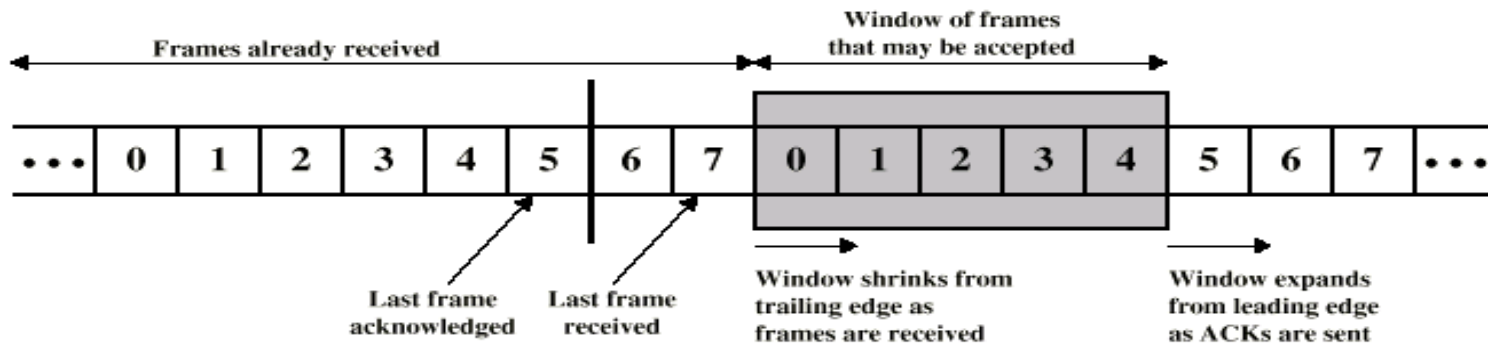 Frames already received
Window of frames
that may be accepted
••• 0 1 2 3 4 5 6 7 0 1 2 3 4 5 6 7 •••
Last frame
acknowledged
Last frame
received
Window shrinks from
trailing edge as
frames are received
Window expands
from leading edge
as ACKs are sent